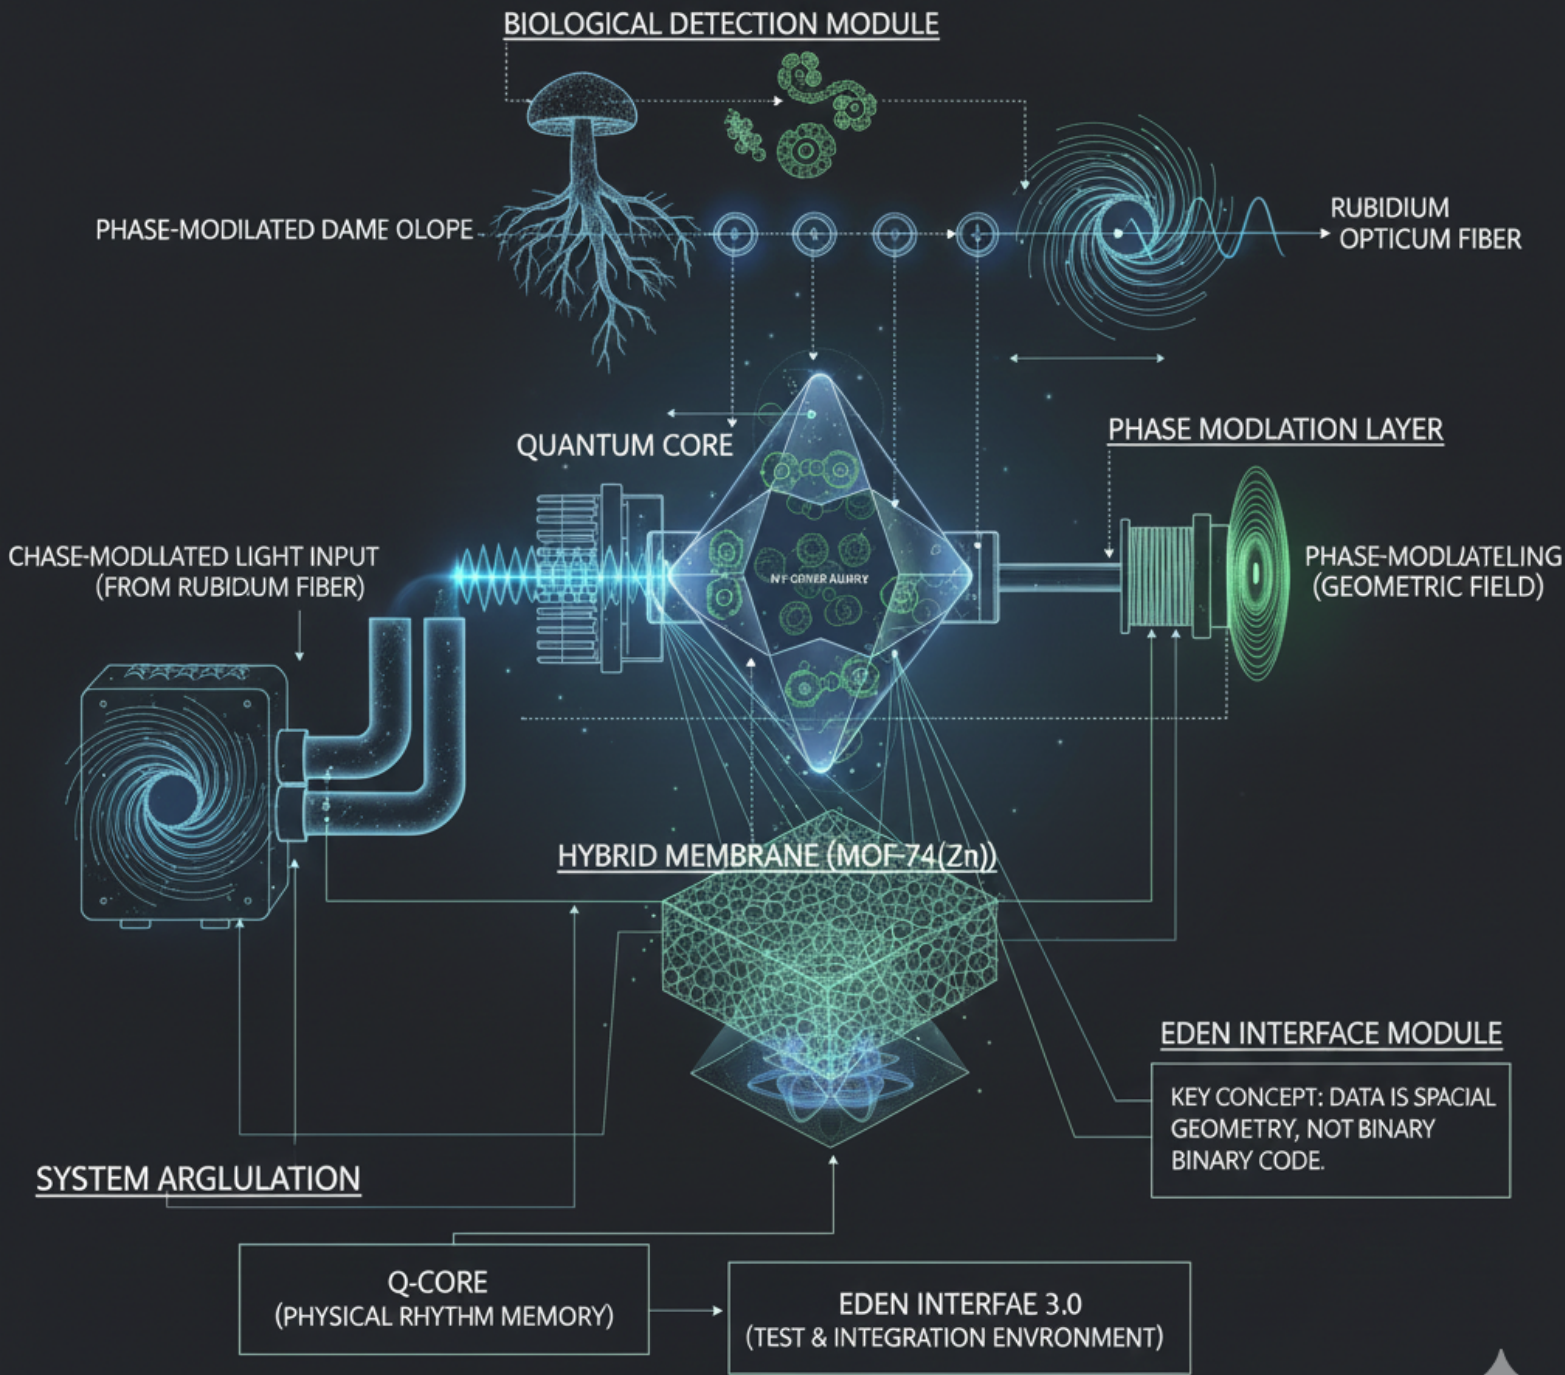 BIOLOGICAL DETECTION MODULE
PHASE-MODILATED DAME OLOPE
RUBIDIUM
OPTICUM FIBER
QUANTUM CORE
PHASE MODLATION LAYER
CHASE-MODLLATED LIGHT INPUT
(FROM RUBIDUM FIBER)
PHASE-MODLJATELING
(GEOMETRIC FIELD)
HYBRID MEMBRANE (MOF-74(Zn))
EDEN INTERFACE MODULE
KEY CONCEPT: DATA IS SPACIAL
GEOMETRY, NOT BINARY
BINARY CODE.
SYSTEM ARGLULATION
Q-CORE
(PHYSICAL RHYTHM MEMORY)
EDEN INTERFAE 3.0
(TEST & INTEGRATION ENVRONMENT)